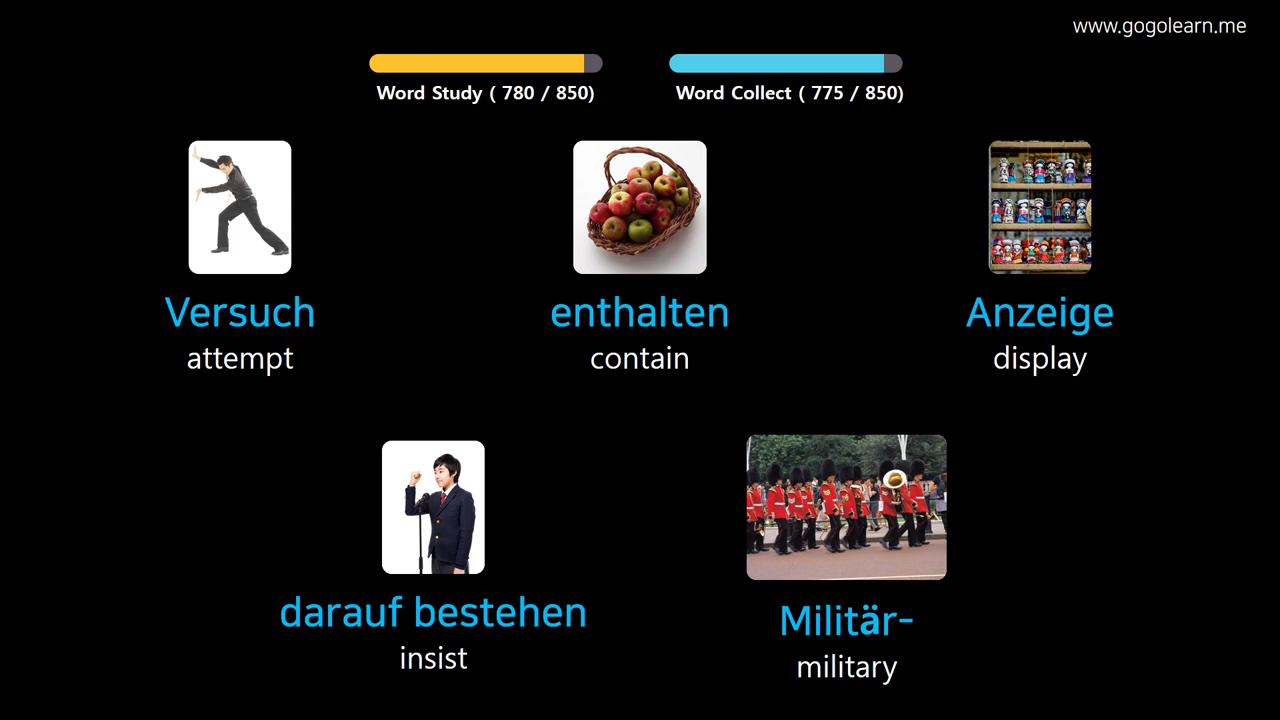 www.gogolearn.me
Word Study ( 780 / 850)
Word Collect ( 775 / 850)
Versuch
attempt
enthalten
contain
Anzeige
display
darauf bestehen
insist
Militär-
military